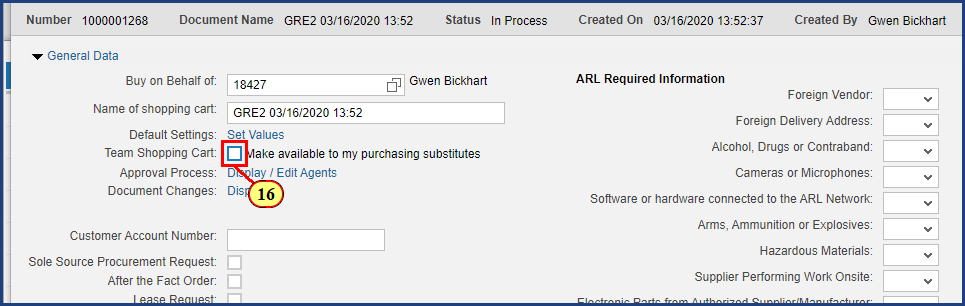 Number 1000001268 Document Name GRE2 03/16/2020 13:52 Status In Process Created On 03/16/2020 13:52:37 Created By Gwen Bickhart
General Data
Buy on Behalf of: 18427 Gwen Bickhart
Name of shopping cart: GRE2 03/16/2020 13:52
Default Settings: Set Values
Team Shopping Cart: Make available to my purchasing substitutes
Approval Process: Display / Edit Agents
Document Changes: Disp
16
Customer Account Number:
Sole Source Procurement Request:
After the Fact Order:
Lease Request:
ARL Required Information
Foreign Vendor:
Foreign Delivery Address:
Alcohol, Drugs or Contraband:
Cameras or Microphones:
Software or hardware connected to the ARL Network:
Arms, Ammunition or Explosives:
Hazardous Materials:
Supplier Performing Work Onsite:
Electronic Parts from Authorized Supplier/Manufacturer: